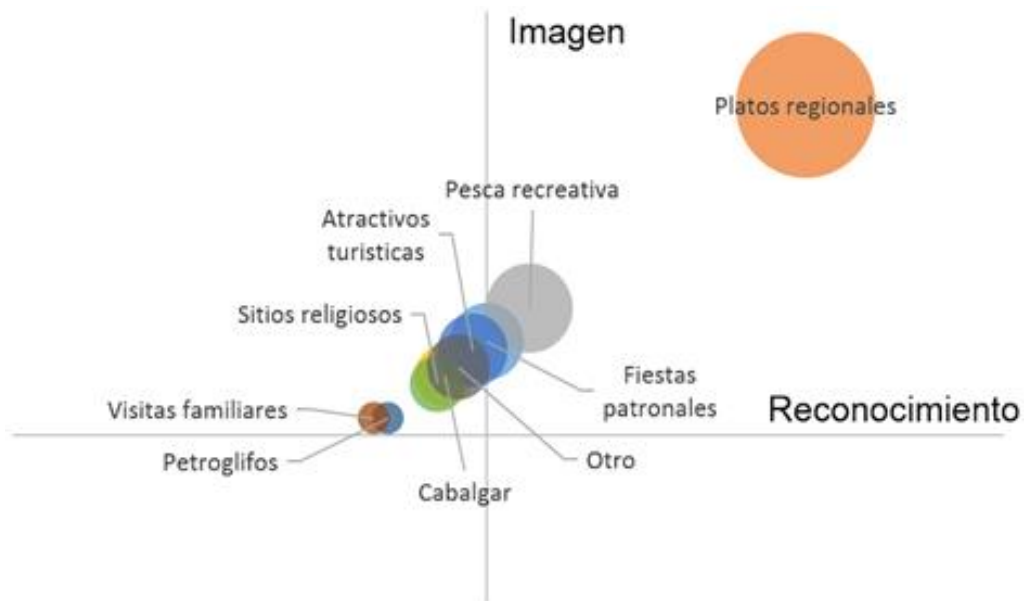 Imagen
Platos regionales
Pesca recreativa
Atractivos
turisticas
Sitios religiosos
Fiestas
patronales
Reconocimiento
Visitas familiares
Petroglifos
Otro
Cabalgar